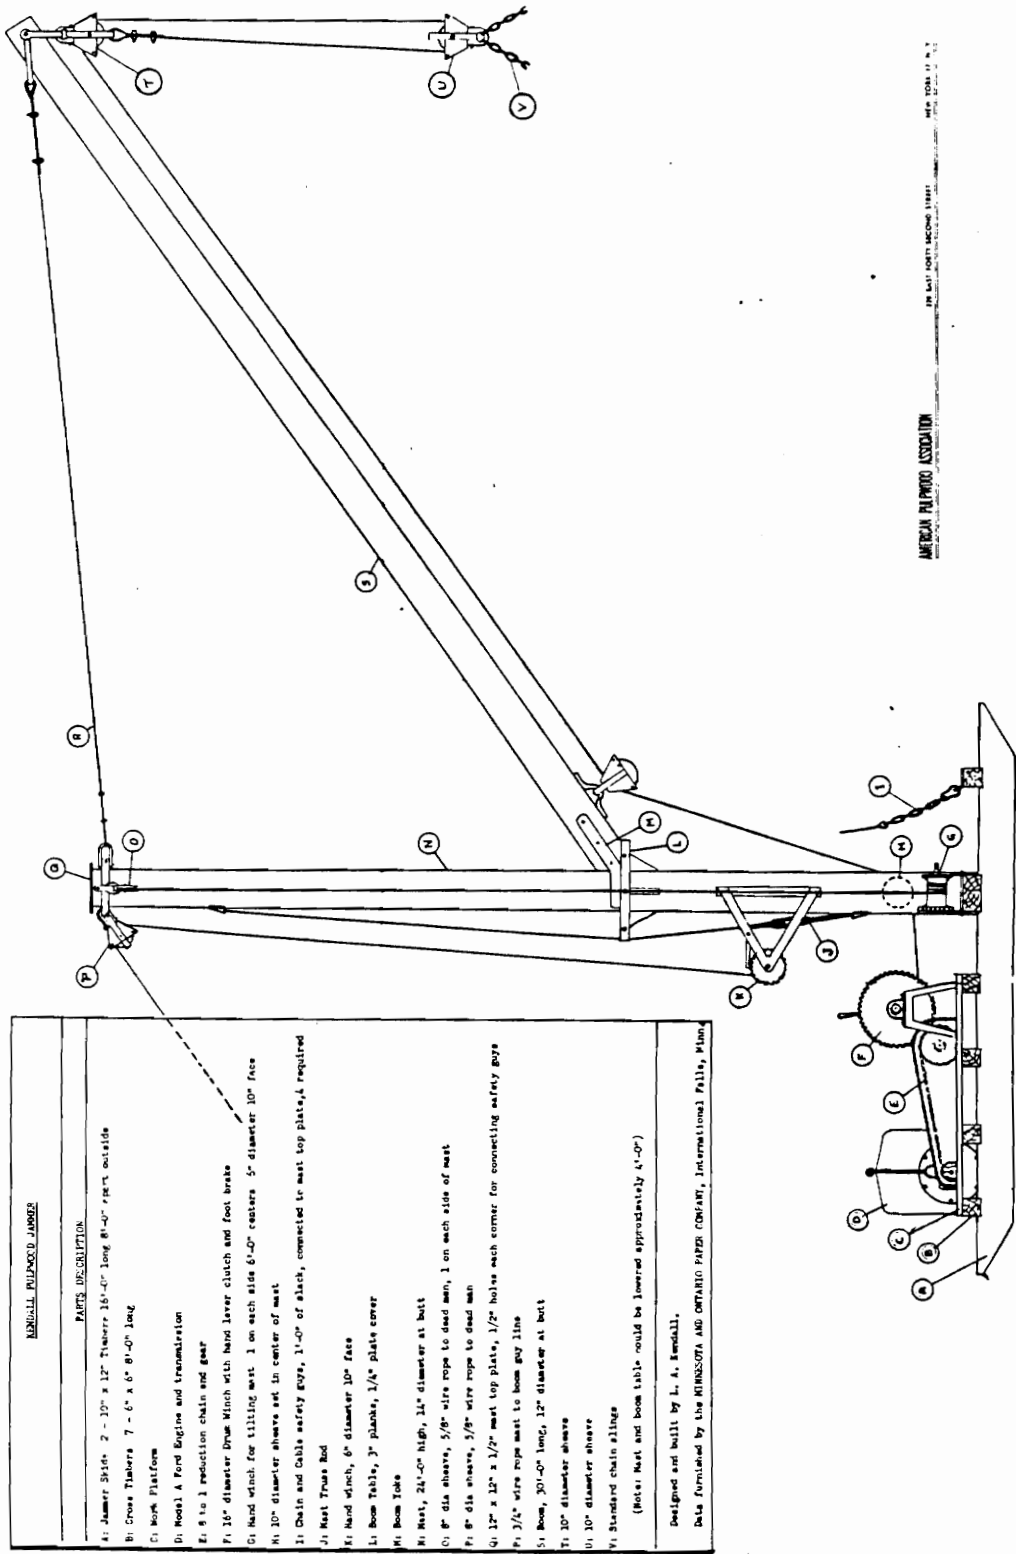 KENDALL PULPWOOD JAMMER
PARTS DESCRIPTION
A: Jammer Skids 2 - 10" x 12" Timbers 16'-0" long 8'-0" apart outside
B: Cross Timbers 7 - 6" x 6" 8'-0" long
C: Work Platform
D: Model A Ford Engine and transmission
E: 8 to 1 reduction chain and gear
F: 16" diameter Drum Winch with hand lever clutch and foot brake
G: Hand winch for tilting mast 1 on each side 6'-0" centers 5" diameter 10" face
H: 10" diameter sheave set in center of mast
I: Chain and Cable safety guys, 1'-0" of slack, connected to mast top plate, 4 required
J: Mast Truss Rod
K: Hand winch, 6" diameter 10" face
L: Boom Table, 3" planks, 1/4" plate cover
M: Boom Yoke
N: Mast, 24'-0" high, 14" diameter at butt
O: 8" dia sheave, 5/8" wire rope to dead man, 1 on each side of mast
P: 8" dia sheave, 5/8" wire rope to dead man
Q: 12" x 12" x 1/2" mast top plate, 1/2" holes each corner for connecting safety guys
P: 3/4" wire rope mast to boom guy line
S: Boom, 30'-0" long, 12" diameter at butt
T: 10" diameter sheave
U: 10" diameter sheave
V: Standard chain slings
(Note: Mast and boom table could be lowered approximately 4'-0")
Designed and built by L. A. Kendall.
Data furnished by the MINNESOTA AND ONTARIO PAPER COMPANY, International Falls, Minn.
A
B
C
D
E
F
G
H
I
J
K
L
M
N
O
P
Q
R
S
T
U
V
AMERICAN PULPWOOD ASSOCIATION
220 EAST FORTY SECOND STREET
NEW YORK 17 N Y